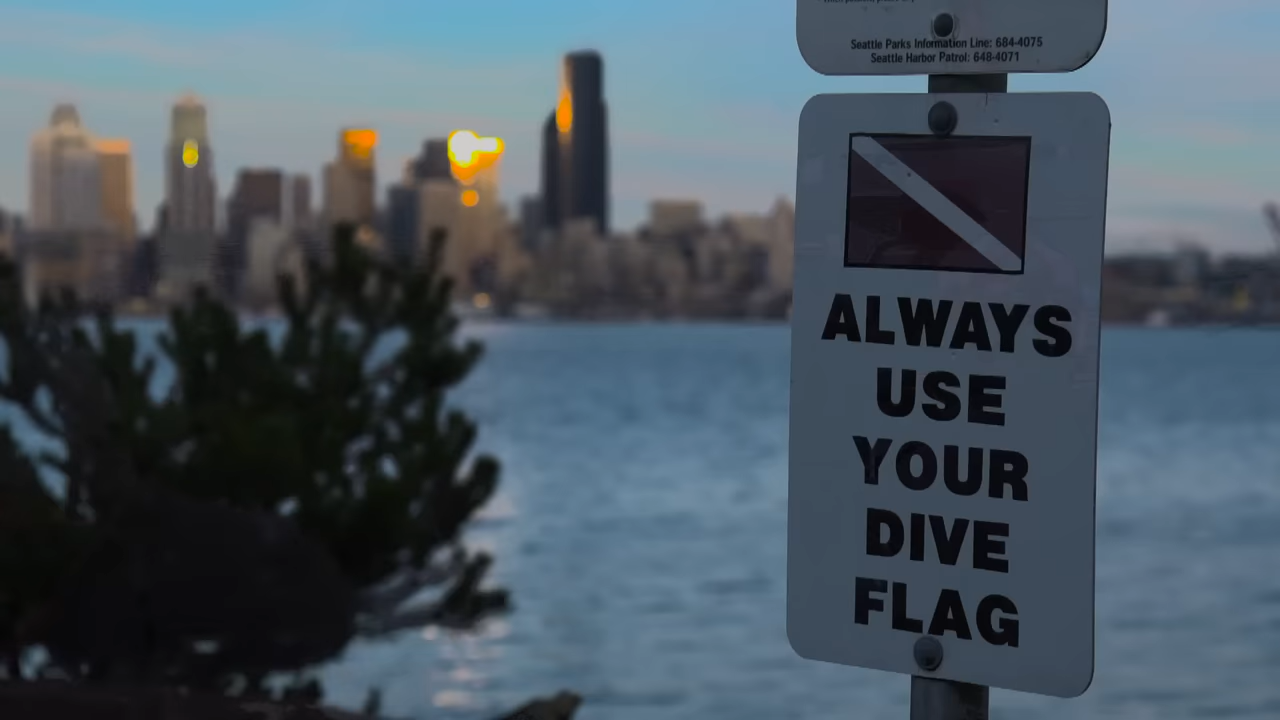 Seattle Parks Information Line: 684-4075
Seattle Harbor Patrol: 648-4071
ALWAYS
USE
YOUR
DIVE
FLAG